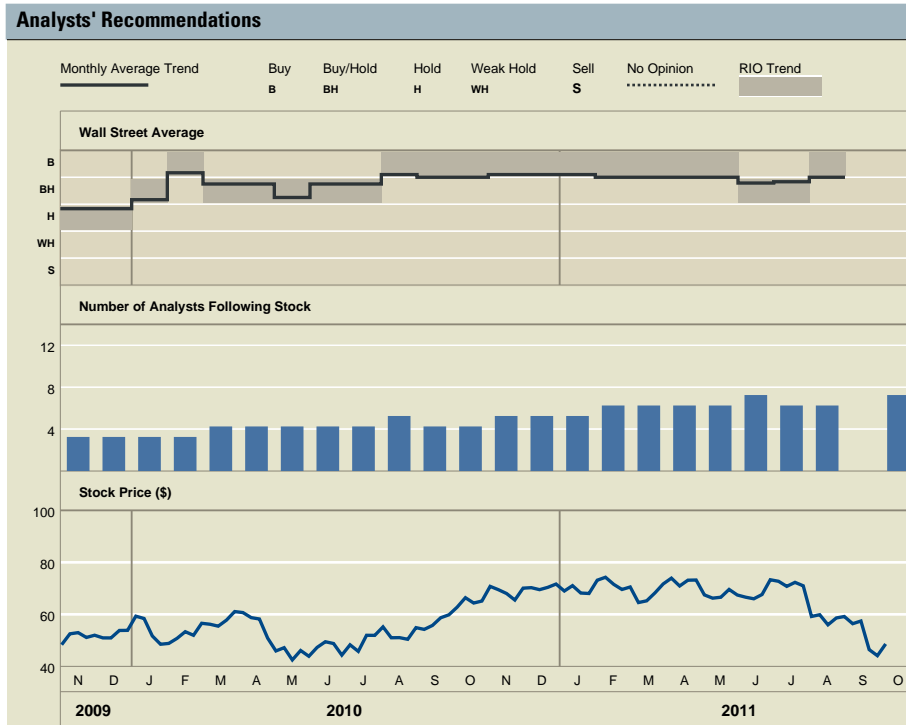 Analysts' Recommendations
Monthly Average Trend Buy Buy/Hold Hold Weak Hold Sell No Opinion RIO Trend
B BH H WH S
Wall Street Average
B
BH
H
WH
S
Number of Analysts Following Stock
12
8
4
Stock Price ($)
100
80
60
40
N D J F M A M J J A S O N D J F M A M J J A S O
2009 2010 2011